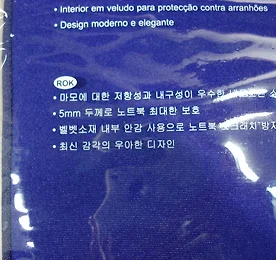 • Interior em veludo para protecção contra arranhões
• Design moderno e elegante
ROK
• 마모에 대한 저항성과 내구성이 우수한
• 5mm 두께로 노트북 최대한 보호
• 벨벳소재 내부 안감 사용으로 노트북
• 최신 감각의 우아한 디자인